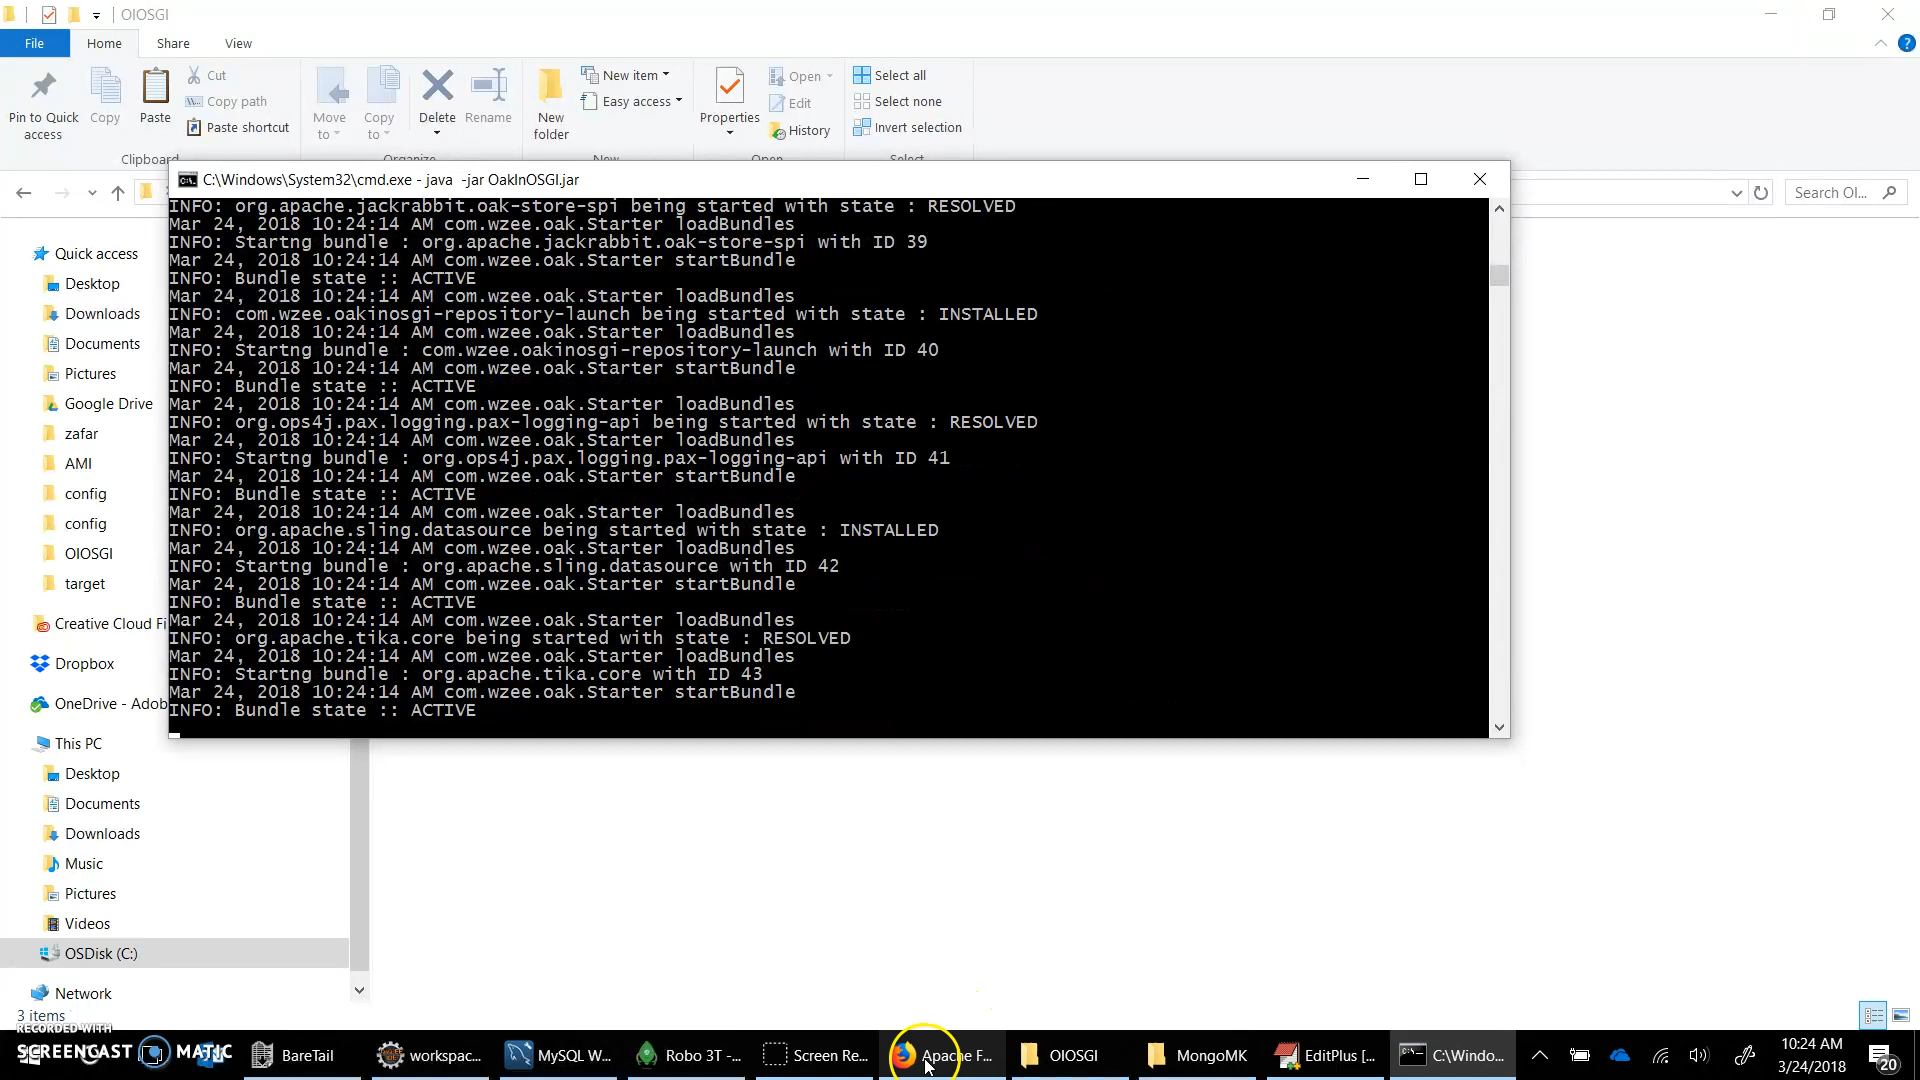 OIOSGI
File Home Share View
Cut
Copy path
Paste shortcut
Pin to Quick access
Copy
Paste
Move to
Copy to
Delete
Rename
New folder
New item
Easy access
Properties
Open
Edit
History
Select all
Select none
Invert selection
Clipboard Organize New Open Select
C:\Windows\System32\cmd.exe - java  -jar OakInOSGI.jar
Search OI...
INFO: org.apache.jackrabbit.oak-store-spi being started with state : RESOLVED
Mar 24, 2018 10:24:14 AM com.wzee.oak.Starter loadBundles
INFO: Startng bundle : org.apache.jackrabbit.oak-store-spi with ID 39
Mar 24, 2018 10:24:14 AM com.wzee.oak.Starter startBundle
INFO: Bundle state :: ACTIVE
Mar 24, 2018 10:24:14 AM com.wzee.oak.Starter loadBundles
INFO: com.wzee.oakinosgi-repository-launch being started with state : INSTALLED
Mar 24, 2018 10:24:14 AM com.wzee.oak.Starter loadBundles
INFO: Startng bundle : com.wzee.oakinosgi-repository-launch with ID 40
Mar 24, 2018 10:24:14 AM com.wzee.oak.Starter startBundle
INFO: Bundle state :: ACTIVE
Mar 24, 2018 10:24:14 AM com.wzee.oak.Starter loadBundles
INFO: org.ops4j.pax.logging.pax-logging-api being started with state : RESOLVED
Mar 24, 2018 10:24:14 AM com.wzee.oak.Starter loadBundles
INFO: Startng bundle : org.ops4j.pax.logging.pax-logging-api with ID 41
Mar 24, 2018 10:24:14 AM com.wzee.oak.Starter startBundle
INFO: Bundle state :: ACTIVE
Mar 24, 2018 10:24:14 AM com.wzee.oak.Starter loadBundles
INFO: org.apache.sling.datasource being started with state : INSTALLED
Mar 24, 2018 10:24:14 AM com.wzee.oak.Starter loadBundles
INFO: Startng bundle : org.apache.sling.datasource with ID 42
Mar 24, 2018 10:24:14 AM com.wzee.oak.Starter startBundle
INFO: Bundle state :: ACTIVE
Mar 24, 2018 10:24:14 AM com.wzee.oak.Starter loadBundles
INFO: org.apache.tika.core being started with state : RESOLVED
Mar 24, 2018 10:24:14 AM com.wzee.oak.Starter loadBundles
INFO: Startng bundle : org.apache.tika.core with ID 43
Mar 24, 2018 10:24:14 AM com.wzee.oak.Starter startBundle
INFO: Bundle state :: ACTIVE
Quick access
Desktop
Downloads
Documents
Pictures
Google Drive
zafar
AMI
config
config
OIOSGI
target
Creative Cloud Fi
Dropbox
OneDrive - Adob
This PC
Desktop
Documents
Downloads
Music
Pictures
Videos
OSDisk (C:)
Network
3 items
RECORDED WITH
SCREENCAST MATIC
BareTail
workspac...
MySQL W...
Robo 3T -...
Screen Re...
Apache F...
OIOSGI
MongoMK
EditPlus [...
C:\Windo...
10:24 AM
3/24/2018
20